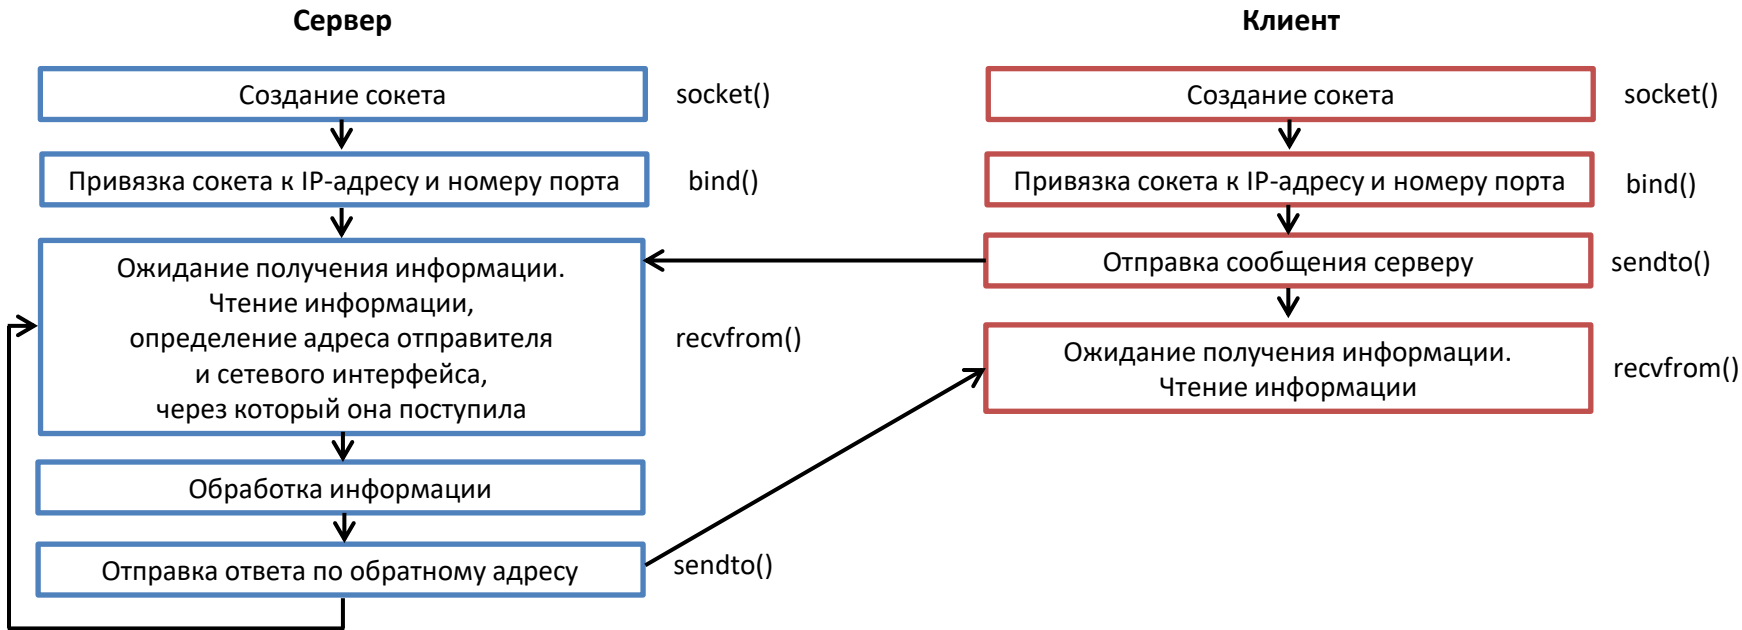 Сервер
Создание сокета
socket()
Привязка сокета к IP-адресу и номеру порта
bind()
Ожидание получения информации.
Чтение информации,
определение адреса отправителя
и сетевого интерфейса,
через который она поступила
recvfrom()
Обработка информации
Отправка ответа по обратному адресу
sendto()
Клиент
Создание сокета
socket()
Привязка сокета к IP-адресу и номеру порта
bind()
Отправка сообщения серверу
sendto()
Ожидание получения информации.
Чтение информации
recvfrom()